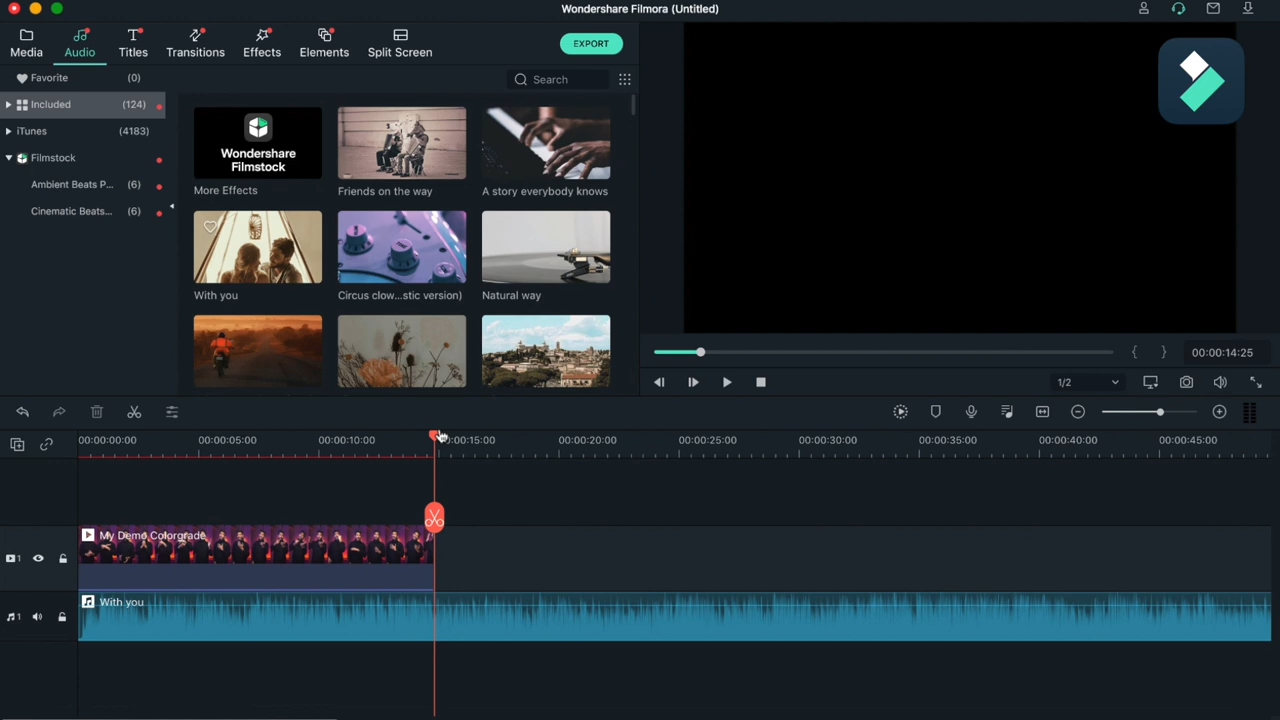 Wondershare Filmora (Untitled)
Media Audio Titles Transitions Effects Elements Split Screen EXPORT
Favorite (0)
Search
Included (124)
iTunes (4183)
Filmstock
Ambient Beats P... (6)
Cinematic Beats... (6)
Wondershare
Filmstock
More Effects Friends on the way A story everybody knows
With you Circus clow...stic version) Natural way
1/2
00:00:14:25
00:00:00:00 00:00:05:00 00:00:10:00 00:00:15:00 00:00:20:00 00:00:25:00 00:00:30:00 00:00:35:00 00:00:40:00 00:00:45:00
My Demo Colorgrade
1
With you
1